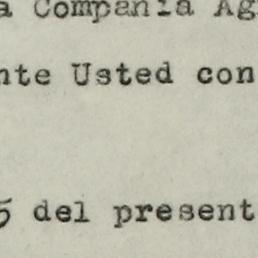 a Compañia Ag
nte Usted con
5 del present